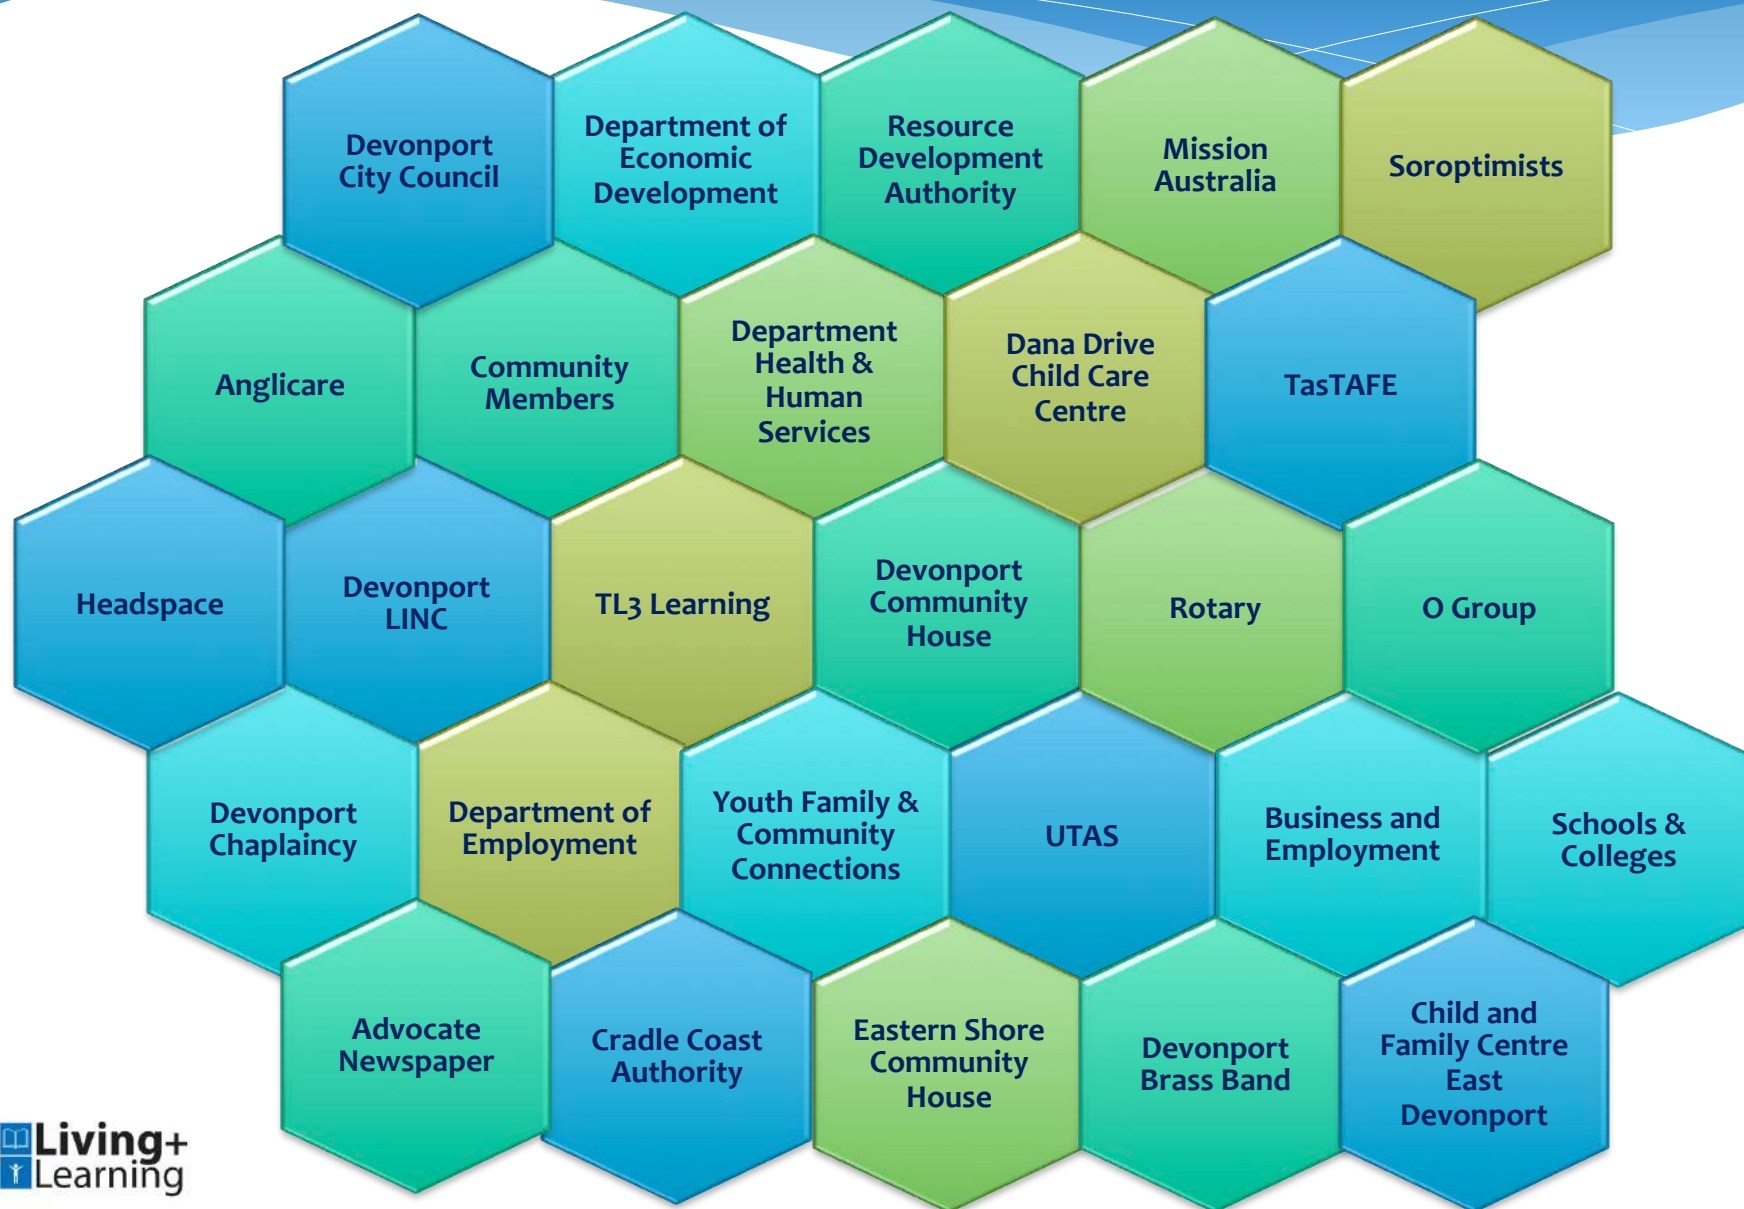 Devonport
City Council
Department of
Economic
Development
Resource
Development
Authority
Mission
Australia
Soroptimists
Anglicare
Community
Members
Department
Health &
Human
Services
Dana Drive
Child Care
Centre
TasTAFE
Headspace
Devonport
LINC
TL3 Learning
Devonport
Community
House
Rotary
O Group
Devonport
Chaplaincy
Department of
Employment
Youth Family &
Community
Connections
UTAS
Business and
Employment
Schools &
Colleges
Advocate
Newspaper
Cradle Coast
Authority
Eastern Shore
Community
House
Devonport
Brass Band
Child and
Family Centre
East
Devonport
Living+
Learning